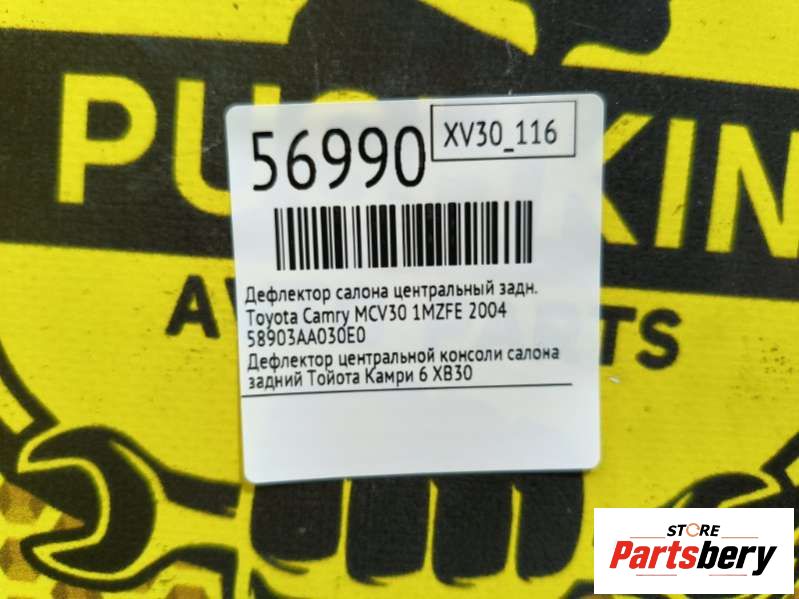 56990
XV30_116
Дефлектор салона центральный задн.
Toyota Camry MCV30 1MZFE 2004
58903AA030E0
Дефлектор центральной консоли салона
задний Тойота Камри 6 ХВ30
STORE
Partsbery